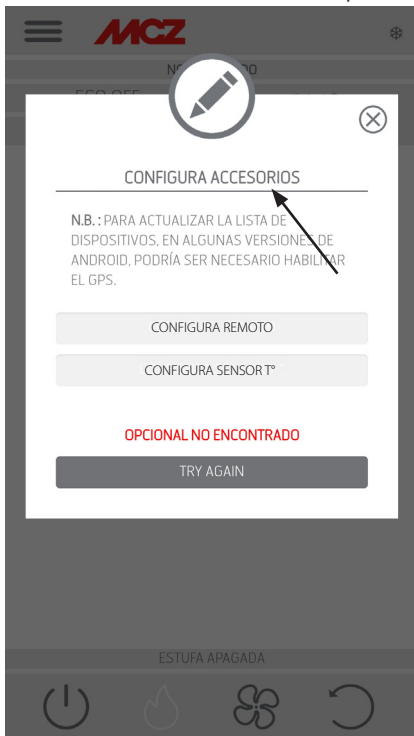 MCZ
CONFIGURA ACCESORIOS
N.B. : PARA ACTUALIZAR LA LISTA DE
DISPOSITIVOS, EN ALGUNAS VERSIONES DE
ANDROID, PODRÍA SER NECESARIO HABILITAR
EL GPS.
CONFIGURA REMOTO
CONFIGURA SENSOR T°
OPCIONAL NO ENCONTRADO
TRY AGAIN
ESTUFA APAGADA